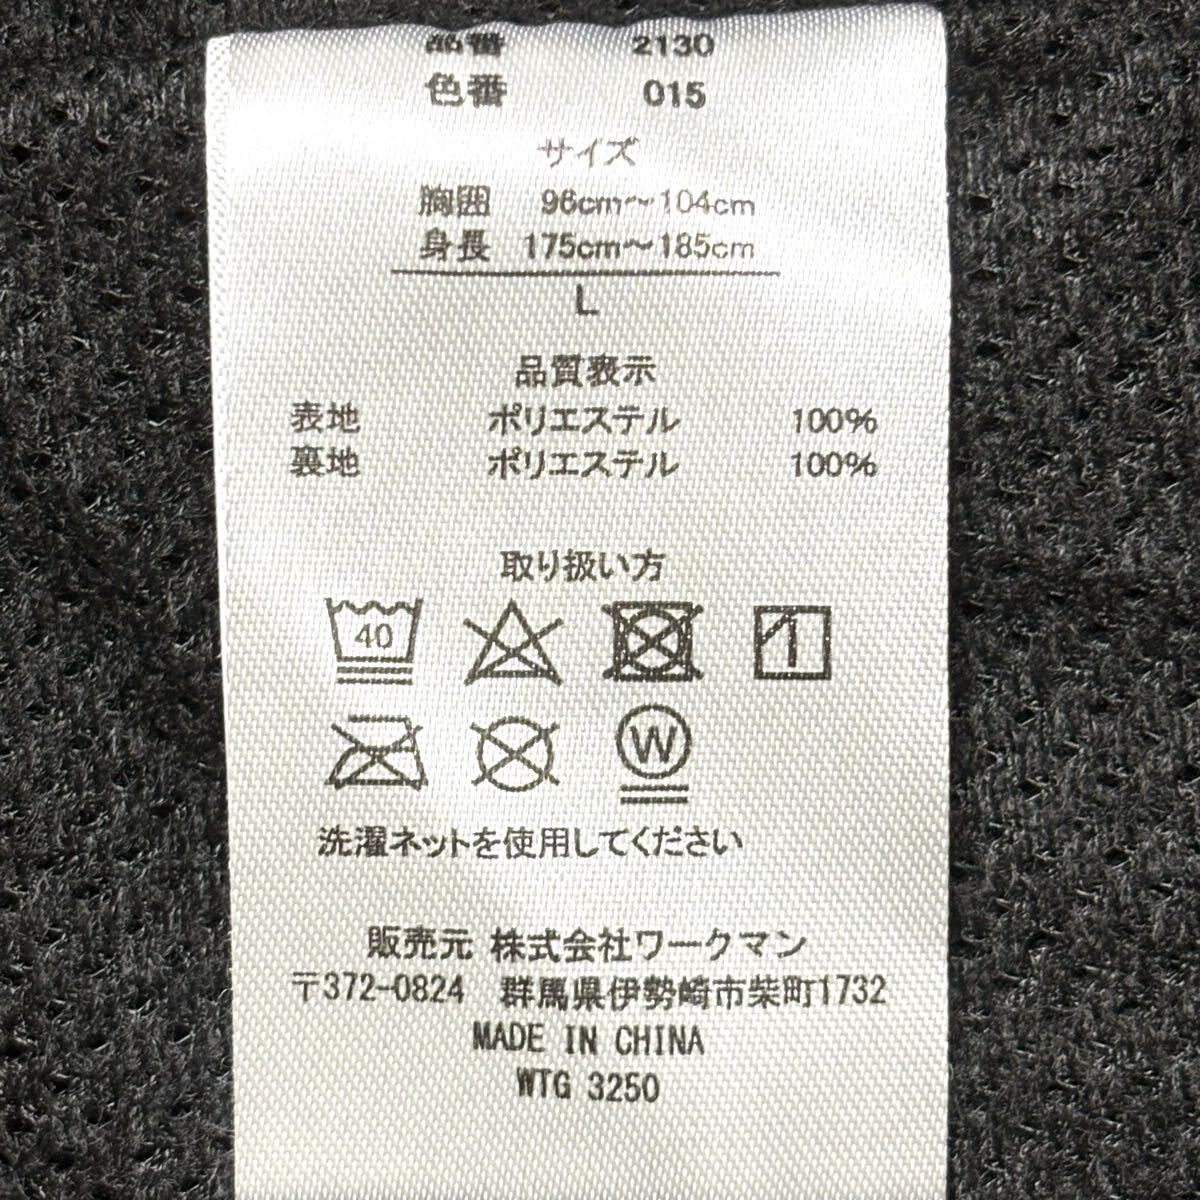 品番 2130
色番 015
サイズ
胸囲 96cm～104cm
身長 175cm～185cm
L
品質表示
表地 ポリエステル 100%
裏地 ポリエステル 100%
取り扱い方
40 1
W
洗濯ネットを使用してください
販売元 株式会社ワークマン
〒372-0824 群馬県伊勢崎市柴町1732
MADE IN CHINA
WTG 3250